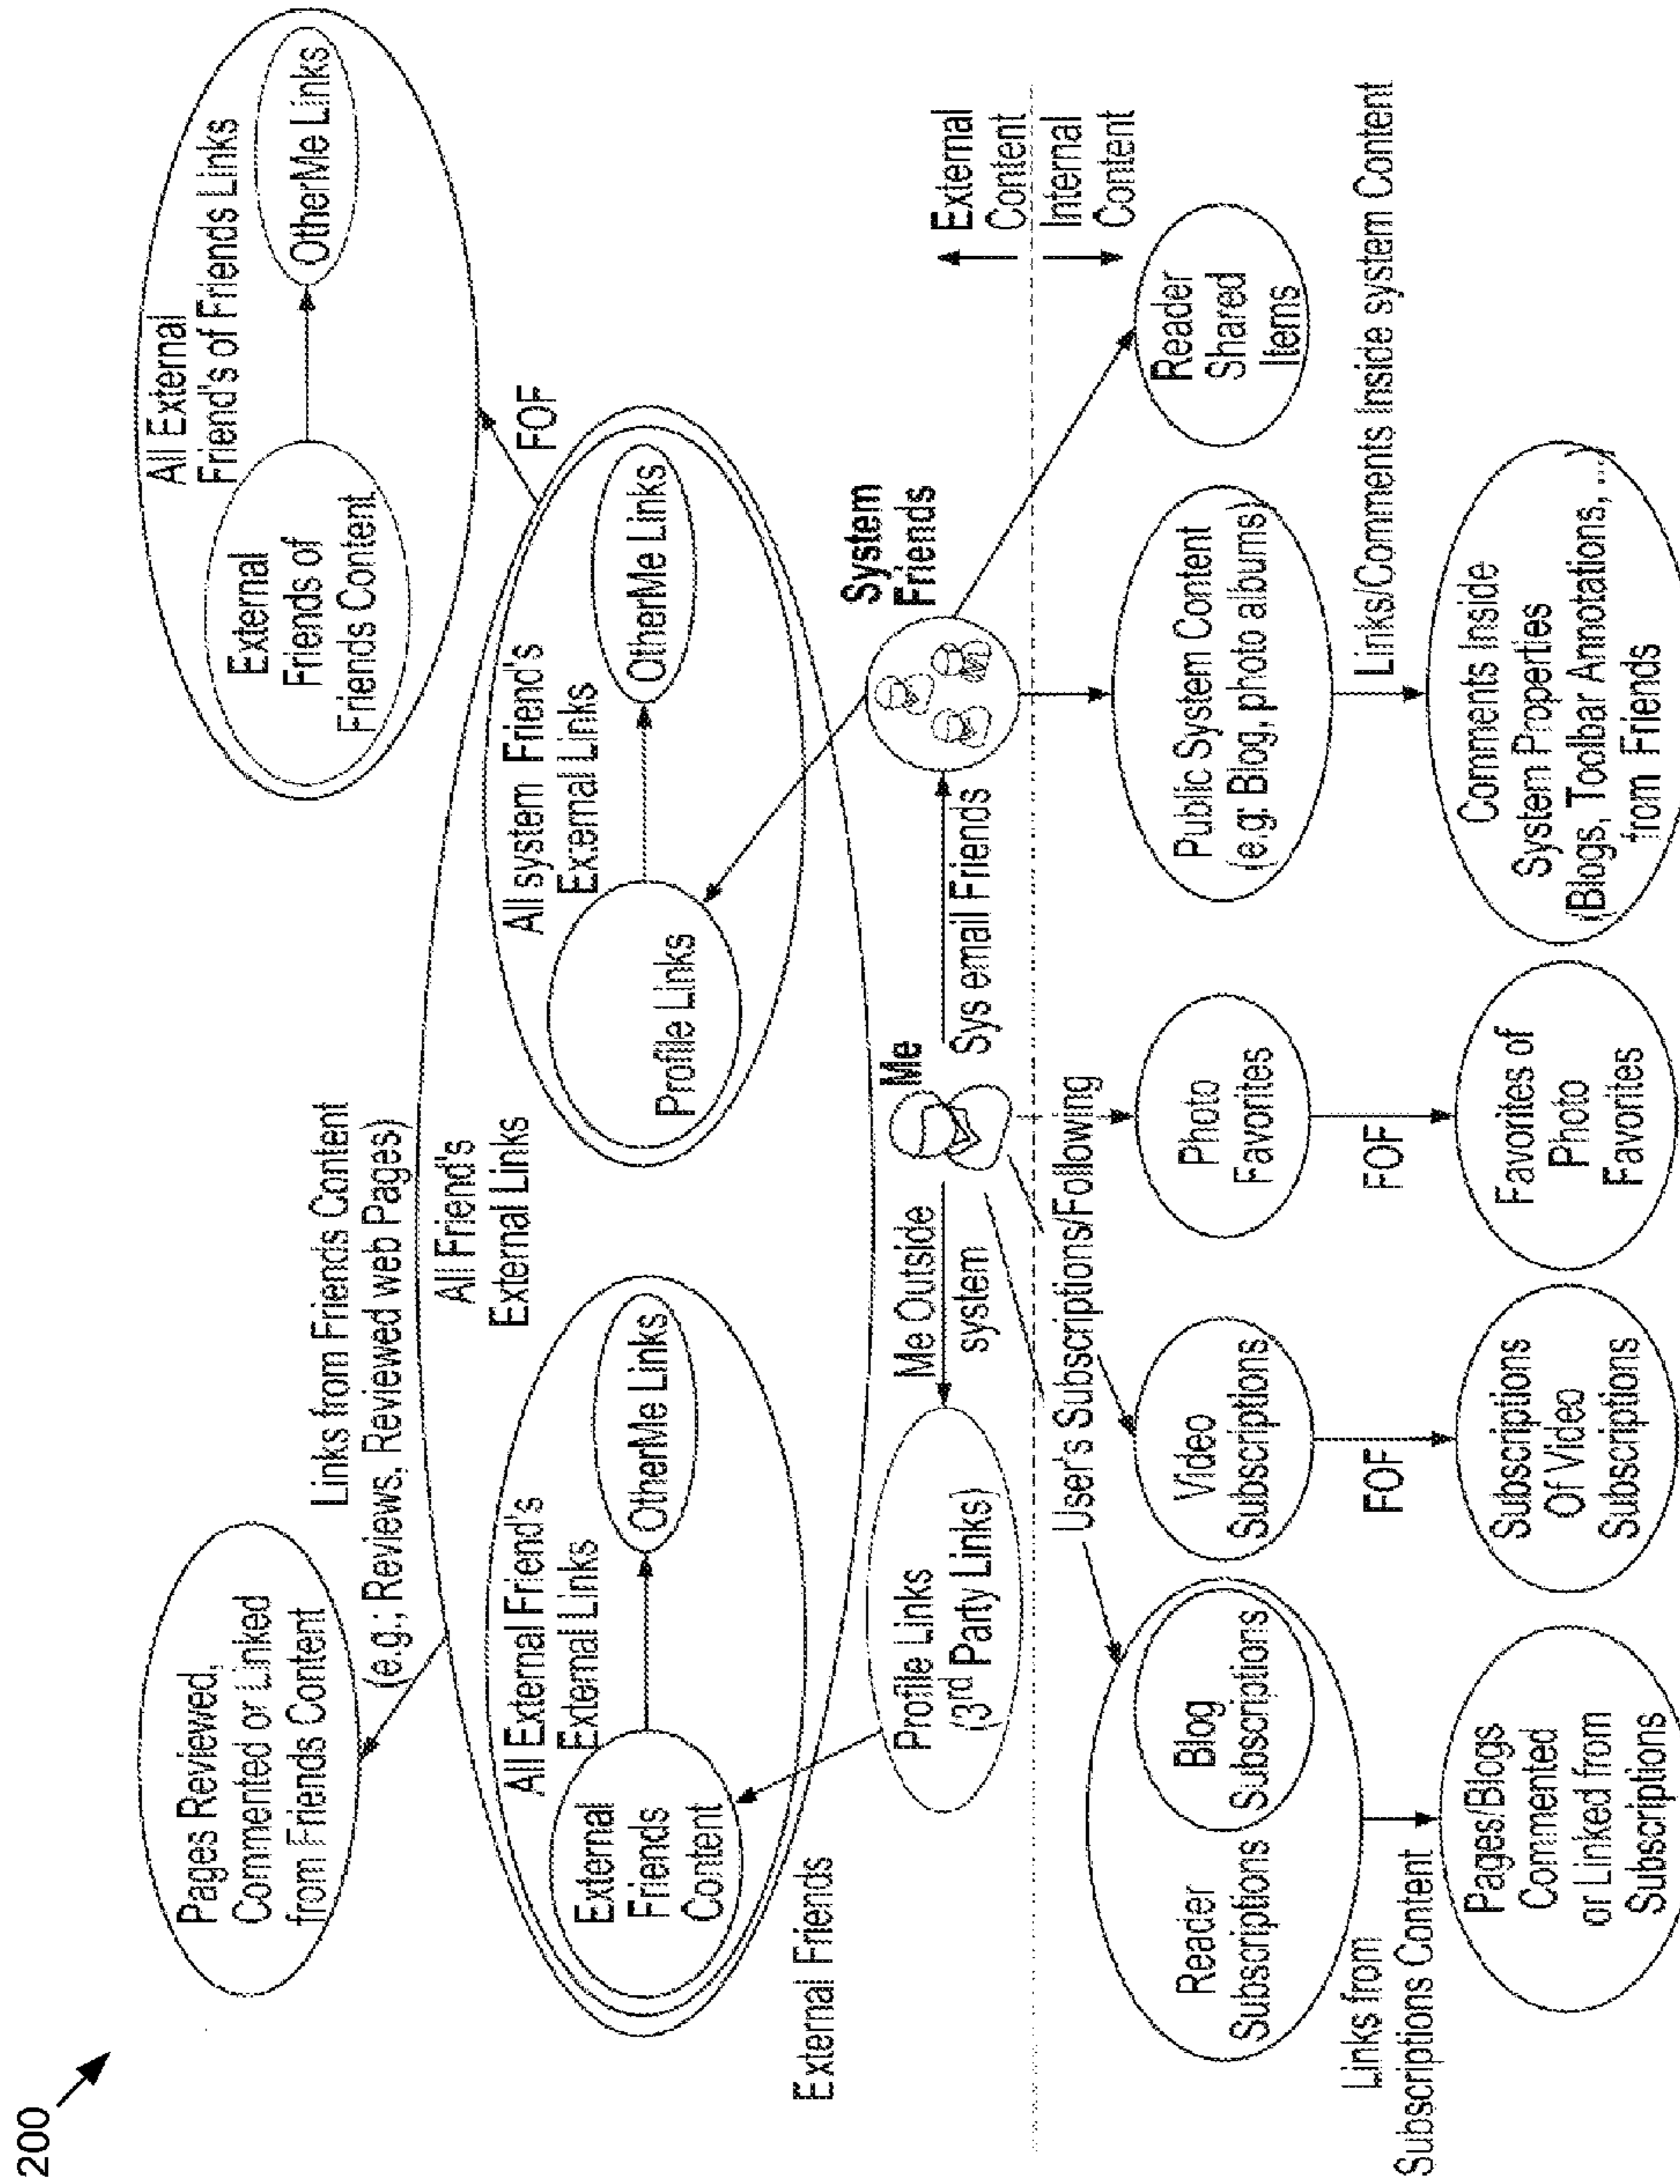 200
Pages Reviewed,
Commented or Linked
from Friends Content
Links from Friends Content
(e.g.; Reviews, Reviewed web Pages)
All External
Friend's of Friends Links
External
Friends of
Friends Content
OtherMe Links
FOF
All Friend's
External Links
All External Friend's
External Links
External
Friends
Content
OtherMe Links
All system Friend's
External Links
Profile Links
OtherMe Links
External Friends
Profile Links
(3rd Party Links)
Me Outside
system
Me
Sys email Friends
System
Friends
External
Content
Internal
Content
User's Subscriptions/Following
Reader
Subscriptions
Blog
Subscriptions
Video
Subscriptions
Photo
Favorites
Public System Content
(e.g: Blog, photo albums)
Reader
Shared
Items
Links from
Subscriptions Content
FOF
FOF
Links/Comments Inside system Content
Pages/Blogs
Commented
or Linked from
Subscriptions
Subscriptions
Of Video
Subscriptions
Favorites of
Photo
Favorites
Comments Inside
System Properties
(Blogs, Toolbar Annotations, ...)
from Friends